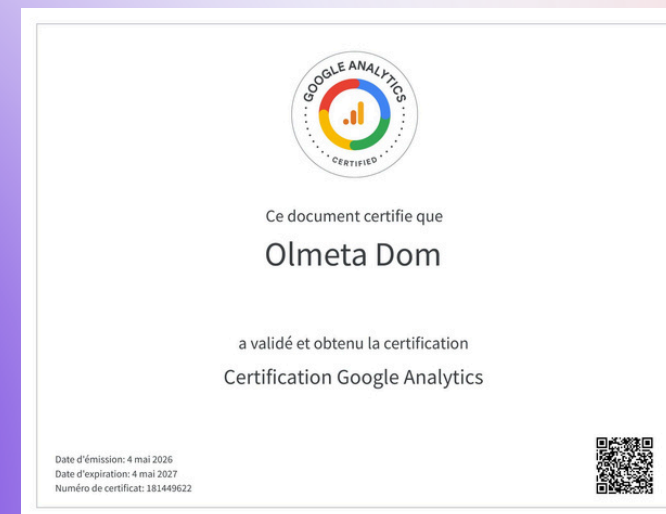 GOOGLE ANALYTICS
CERTIFIED
Ce document certifie que
Olmeta Dom
a validé et obtenu la certification
Certification Google Analytics
Date d'émission: 4 mai 2026
Date d'expiration: 4 mai 2027
Numéro de certificat: 181449622